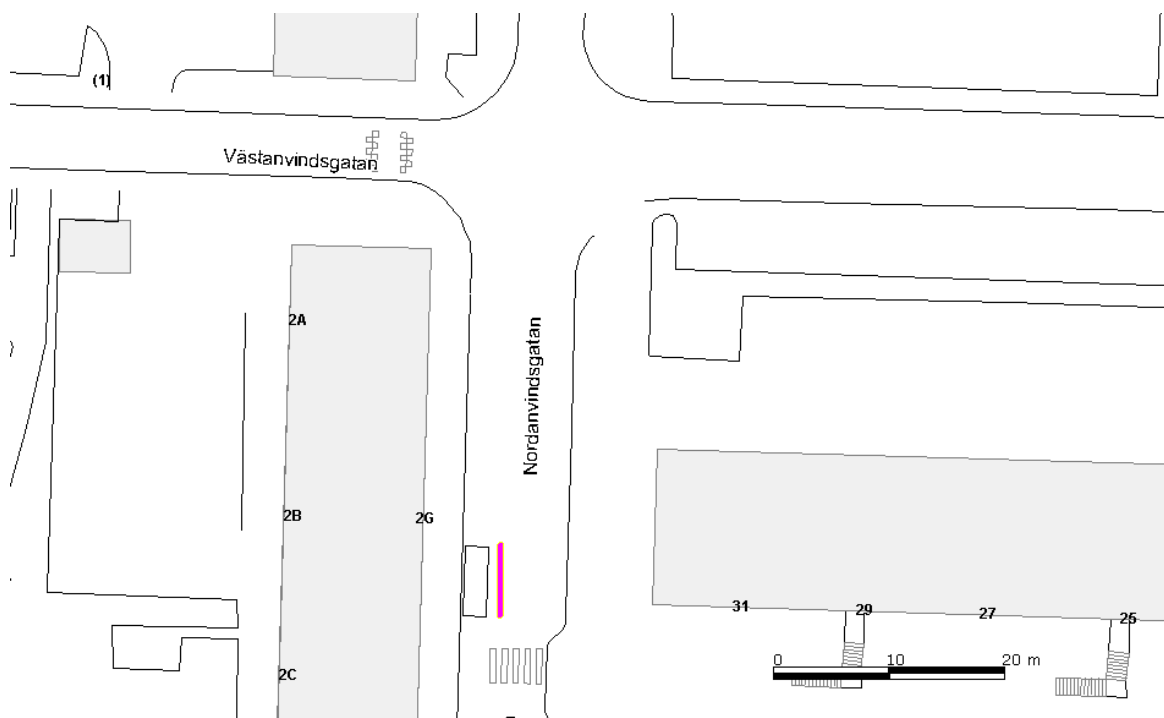 (1)
Västanvindsgatan
2A
Nordanvindsgatan
2B
2G
31
29
27
25
0 10 20 m
2C